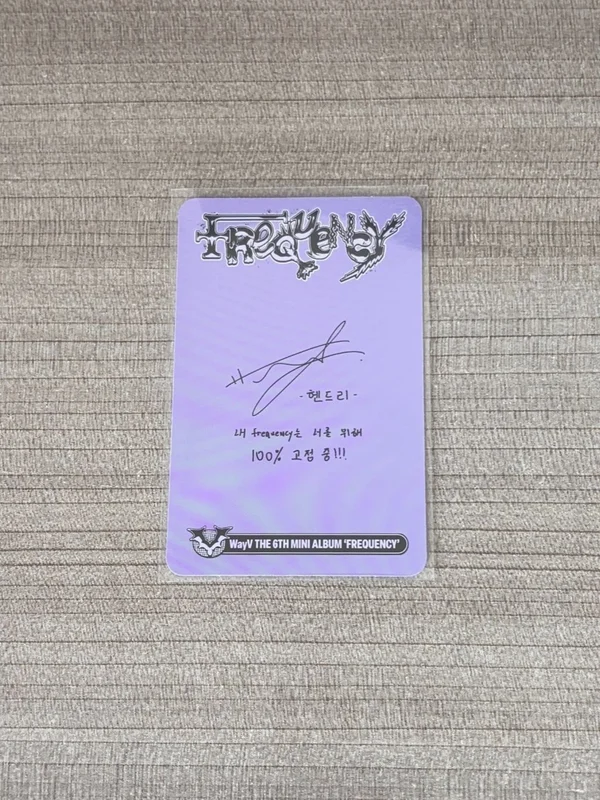 FREQUENCY
-헨드리-
내 frequency는 너를 위해
100% 고정 중!!!
WayV THE 6TH MINI ALBUM 'FREQUENCY'